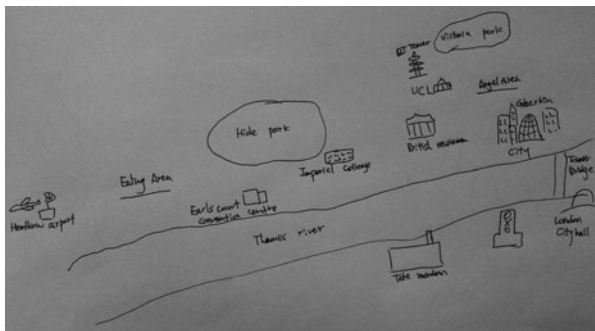 Victoria park
BT Tower
UCL
Angel Area
Hide park
British museum
City
Imperial College
Tower
Bridge
Ealing Area
Earls court
convention centre
Heathrow airport
Thames river
London
City hall
Tate modern